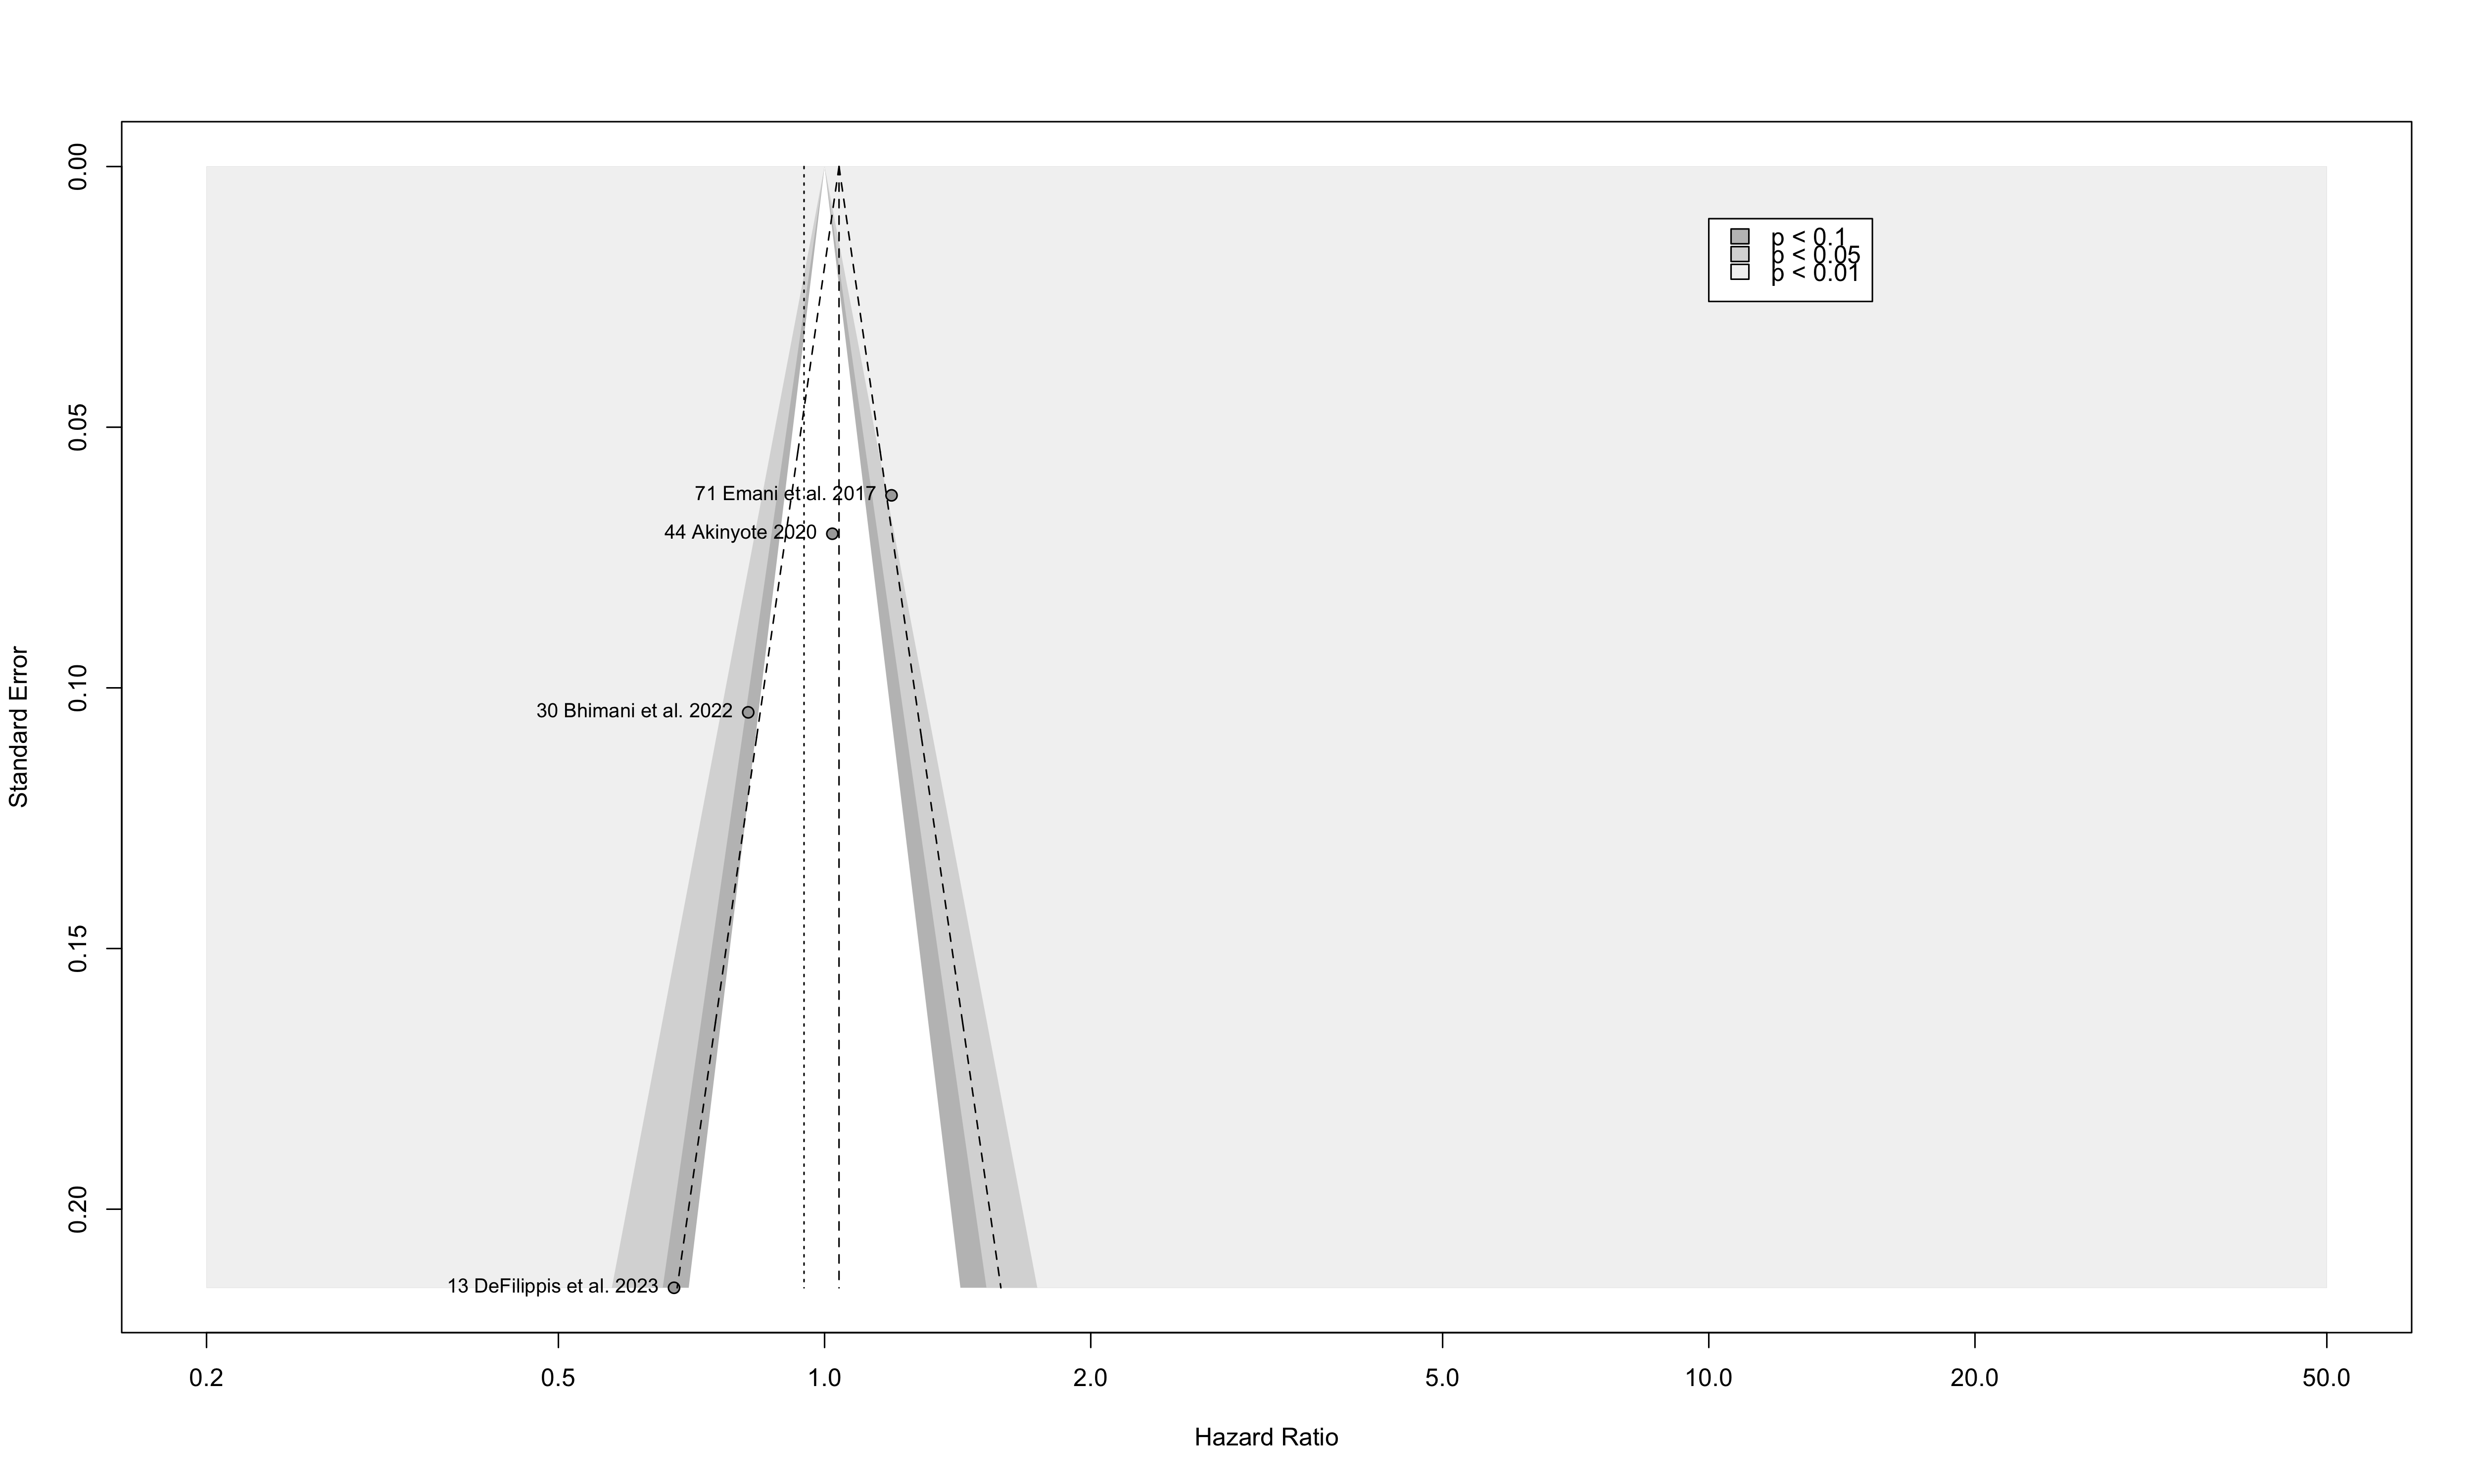 0.00
0.05
0.10
0.15
0.20
Standard Error
p < 0.1
p < 0.05
p < 0.01
71 Emani et al. 2017
44 Akinyote 2020
30 Bhimani et al. 2022
13 DeFilippis et al. 2023
0.2 0.5 1.0 2.0 5.0 10.0 20.0 50.0
Hazard Ratio